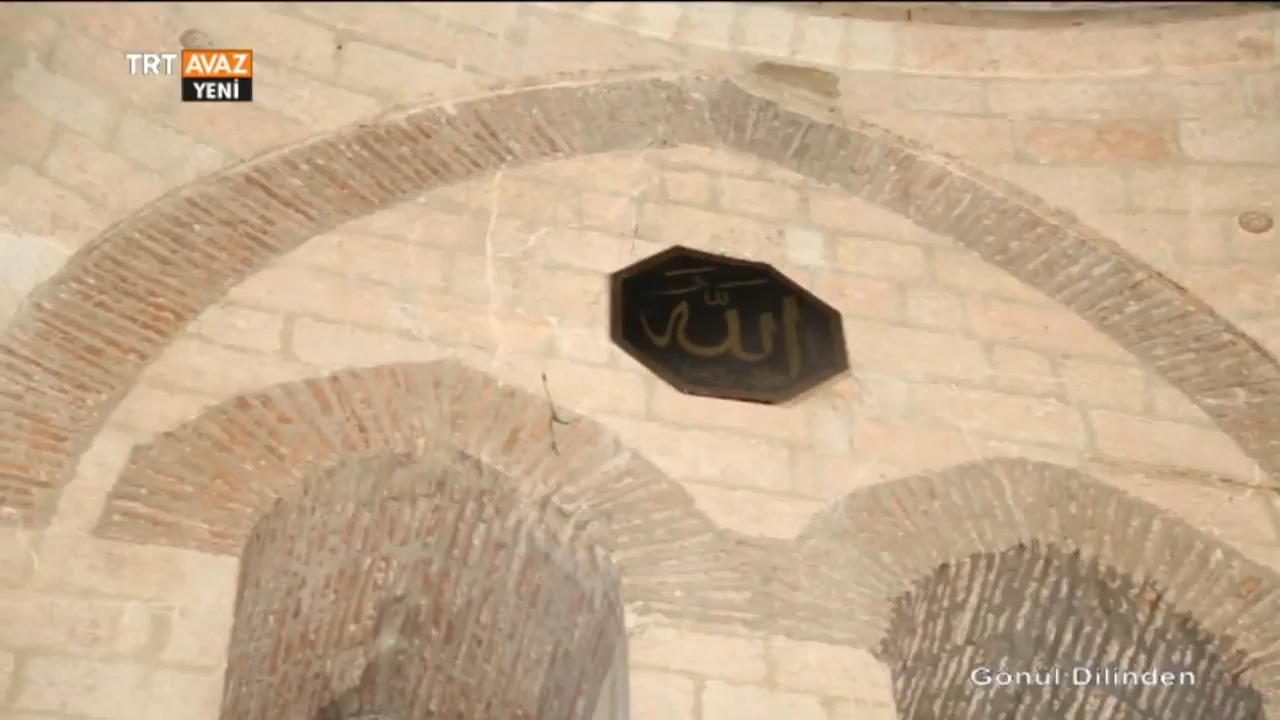 TRT AVAZ
YENİ
الله
Gönül Dilinden